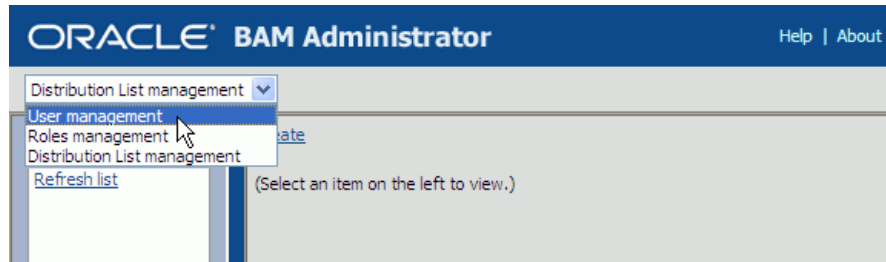 ORACLE BAM Administrator Help | About
Distribution List management
User management
Roles management
Distribution List management
Refresh list
(Select an item on the left to view.)